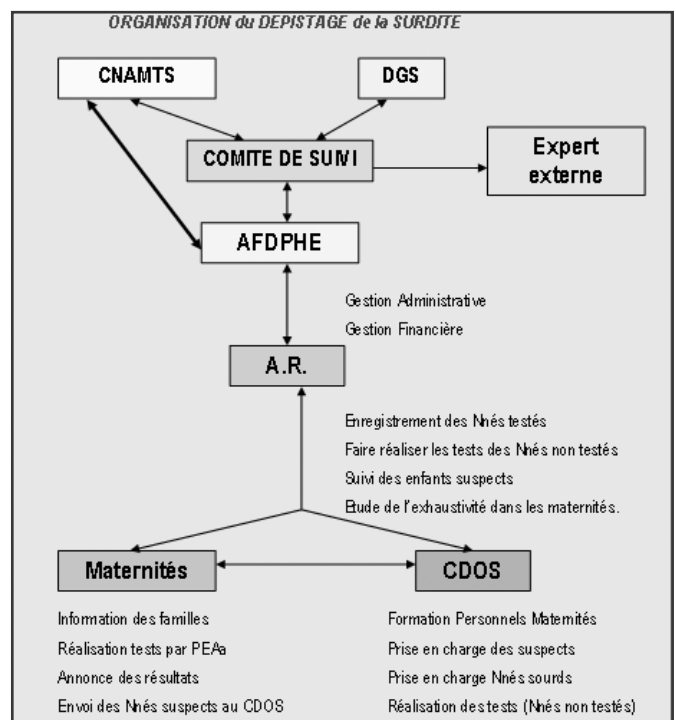 ORGANISATION du DEPISTAGE de la SURDITE
CNAMTS
DGS
COMITE DE SUIVI
Expert
externe
AFDPHE
Gestion Administrative
Gestion Financière
A.R.
Enregistrement des Nnés testés
Faire réaliser les tests des Nnés non testés
Suivi des enfants suspects
Etude de l'exhaustivité dans les maternités.
Maternités
CDOS
Information des familles
Réalisation tests par PEAa
Annonce des résultats
Envoi des Nnés suspects au CDOS
Formation Personnels Maternités
Prise en charge des suspects
Prise en charge Nnés sourds
Réalisation des tests (Nnés non testés)